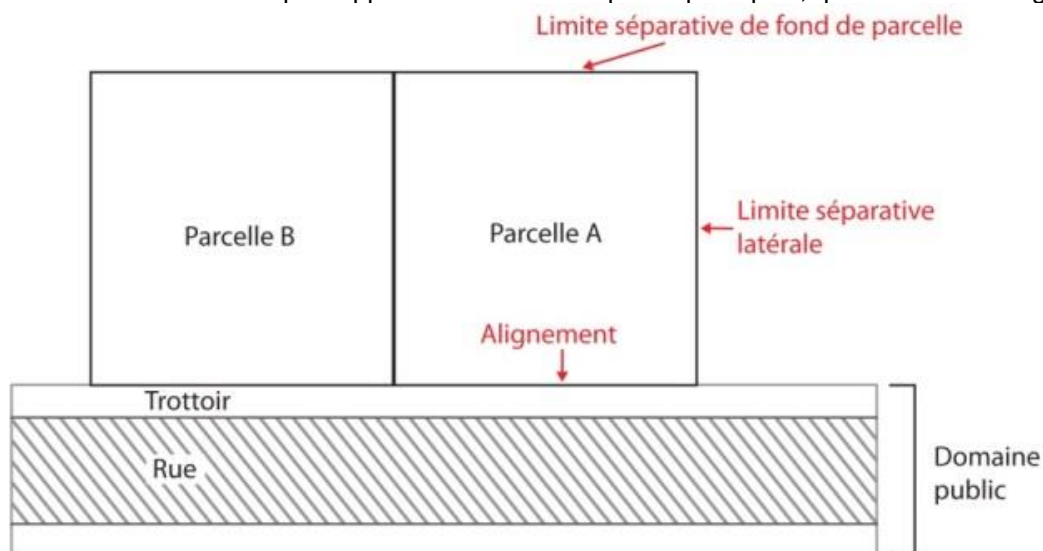 Limite séparative de fond de parcelle
Limite séparative
latérale
Parcelle B
Parcelle A
Alignement
Trottoir
Rue
Domaine
public